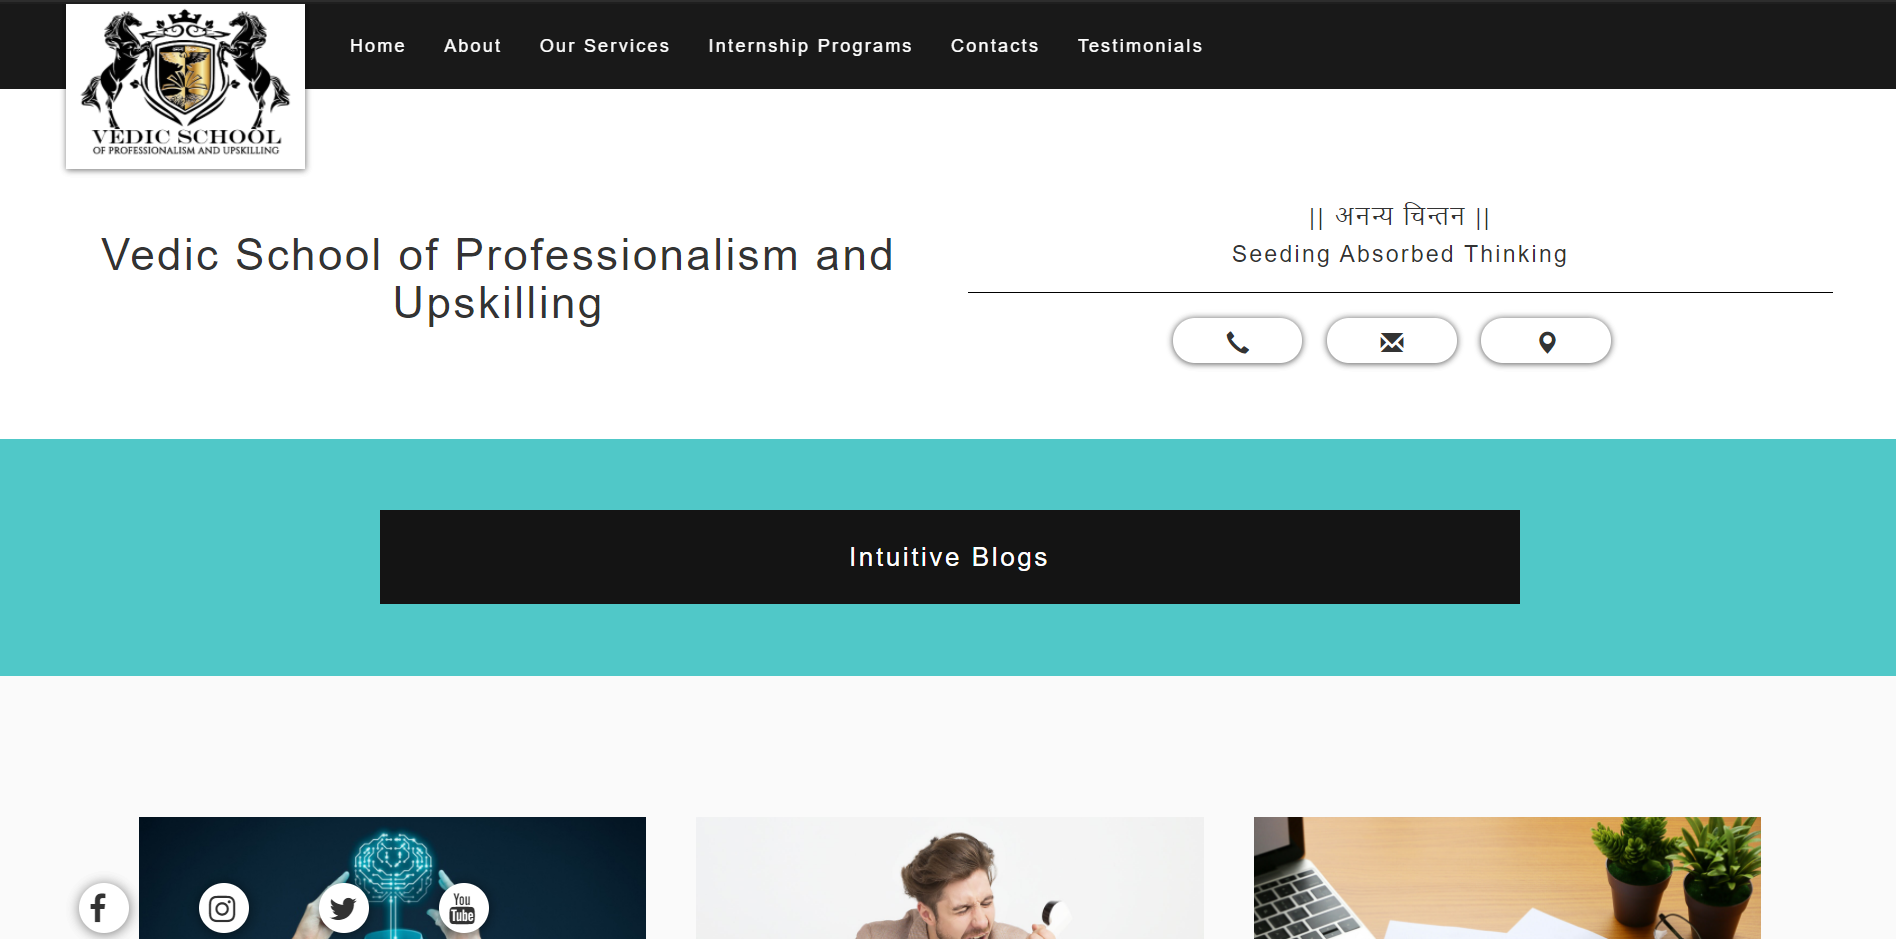 VEDIC SCHOOL
OF PROFESSIONALISM AND UPSKILLING
Home About Our Services Internship Programs Contacts Testimonials
Vedic School of Professionalism and
Upskilling
|| अनन्य चिन्तन ||
Seeding Absorbed Thinking
Intuitive Blogs
You
Tube